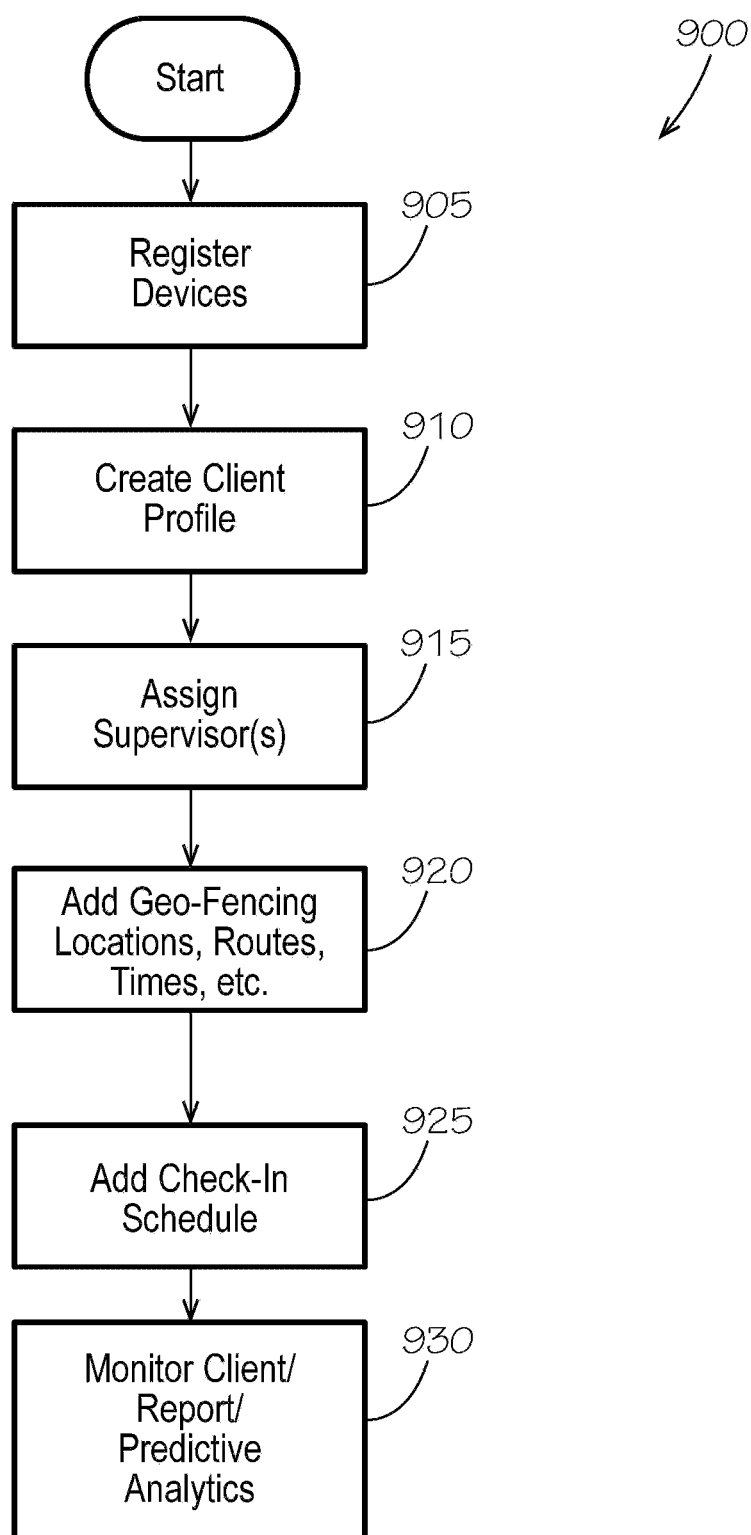 Start
900
905
Register
Devices
910
Create Client
Profile
915
Assign
Supervisor(s)
920
Add Geo-Fencing
Locations, Routes,
Times, etc.
925
Add Check-In
Schedule
930
Monitor Client/
Report/
Predictive
Analytics